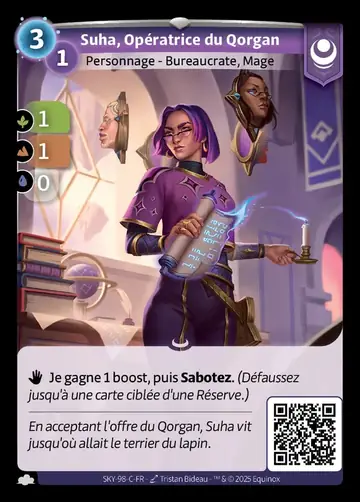 3
Suha, Opératrice du Qorgan
1
Personnage - Bureaucrate, Mage
1
1
0
Je gagne 1 boost, puis Sabotez. (Défaussez
jusqu'à une carte ciblée d'une Réserve.)
En acceptant l'offre du Qorgan, Suha vit
jusqu'où allait le terrier du lapin.
SKY-98-C-FR - Tristan Bideau - ™ & © 2025 Equinox